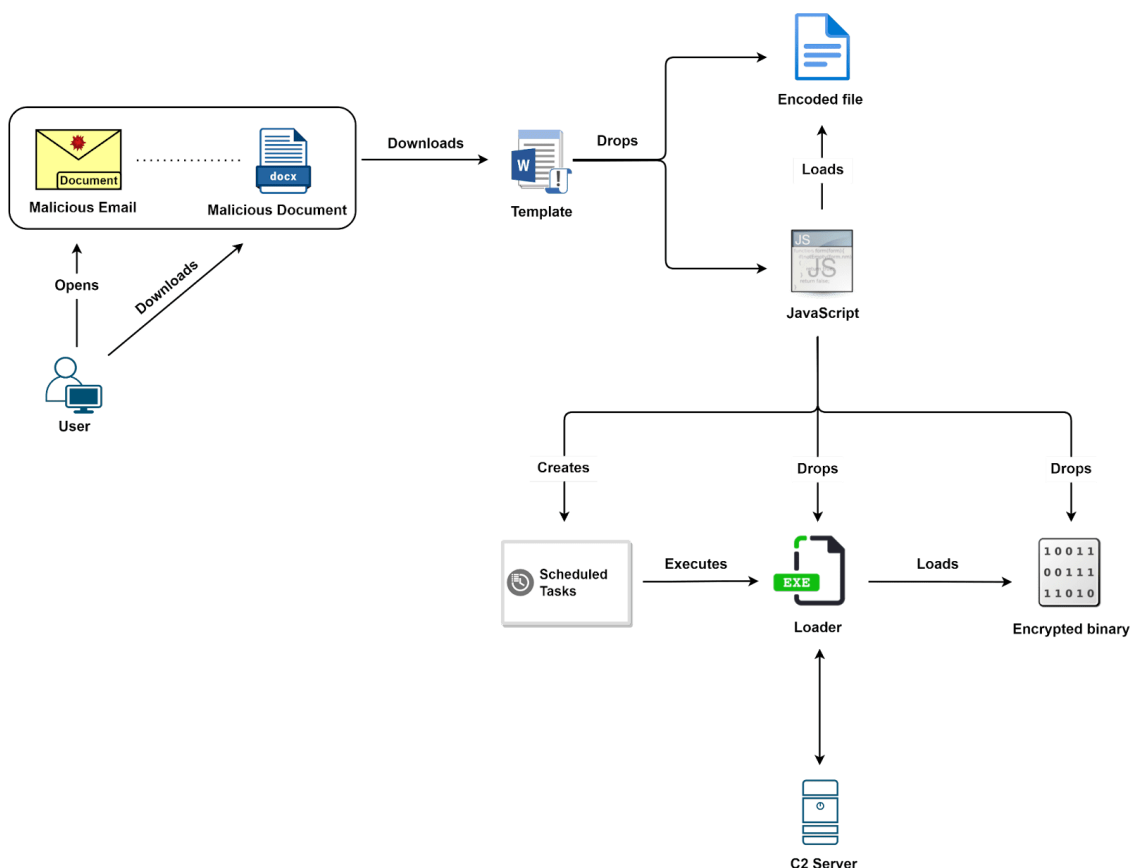 Encoded file
Document
Malicious Email
docx
Malicious Document
Downloads
W
Template
Drops
Loads
Opens
Downloads
JS
JS
JavaScript
User
Creates
Drops
Drops
Scheduled
Tasks
Executes
EXE
Loader
Loads
10011
00111
11010
Encrypted binary
C2 Server